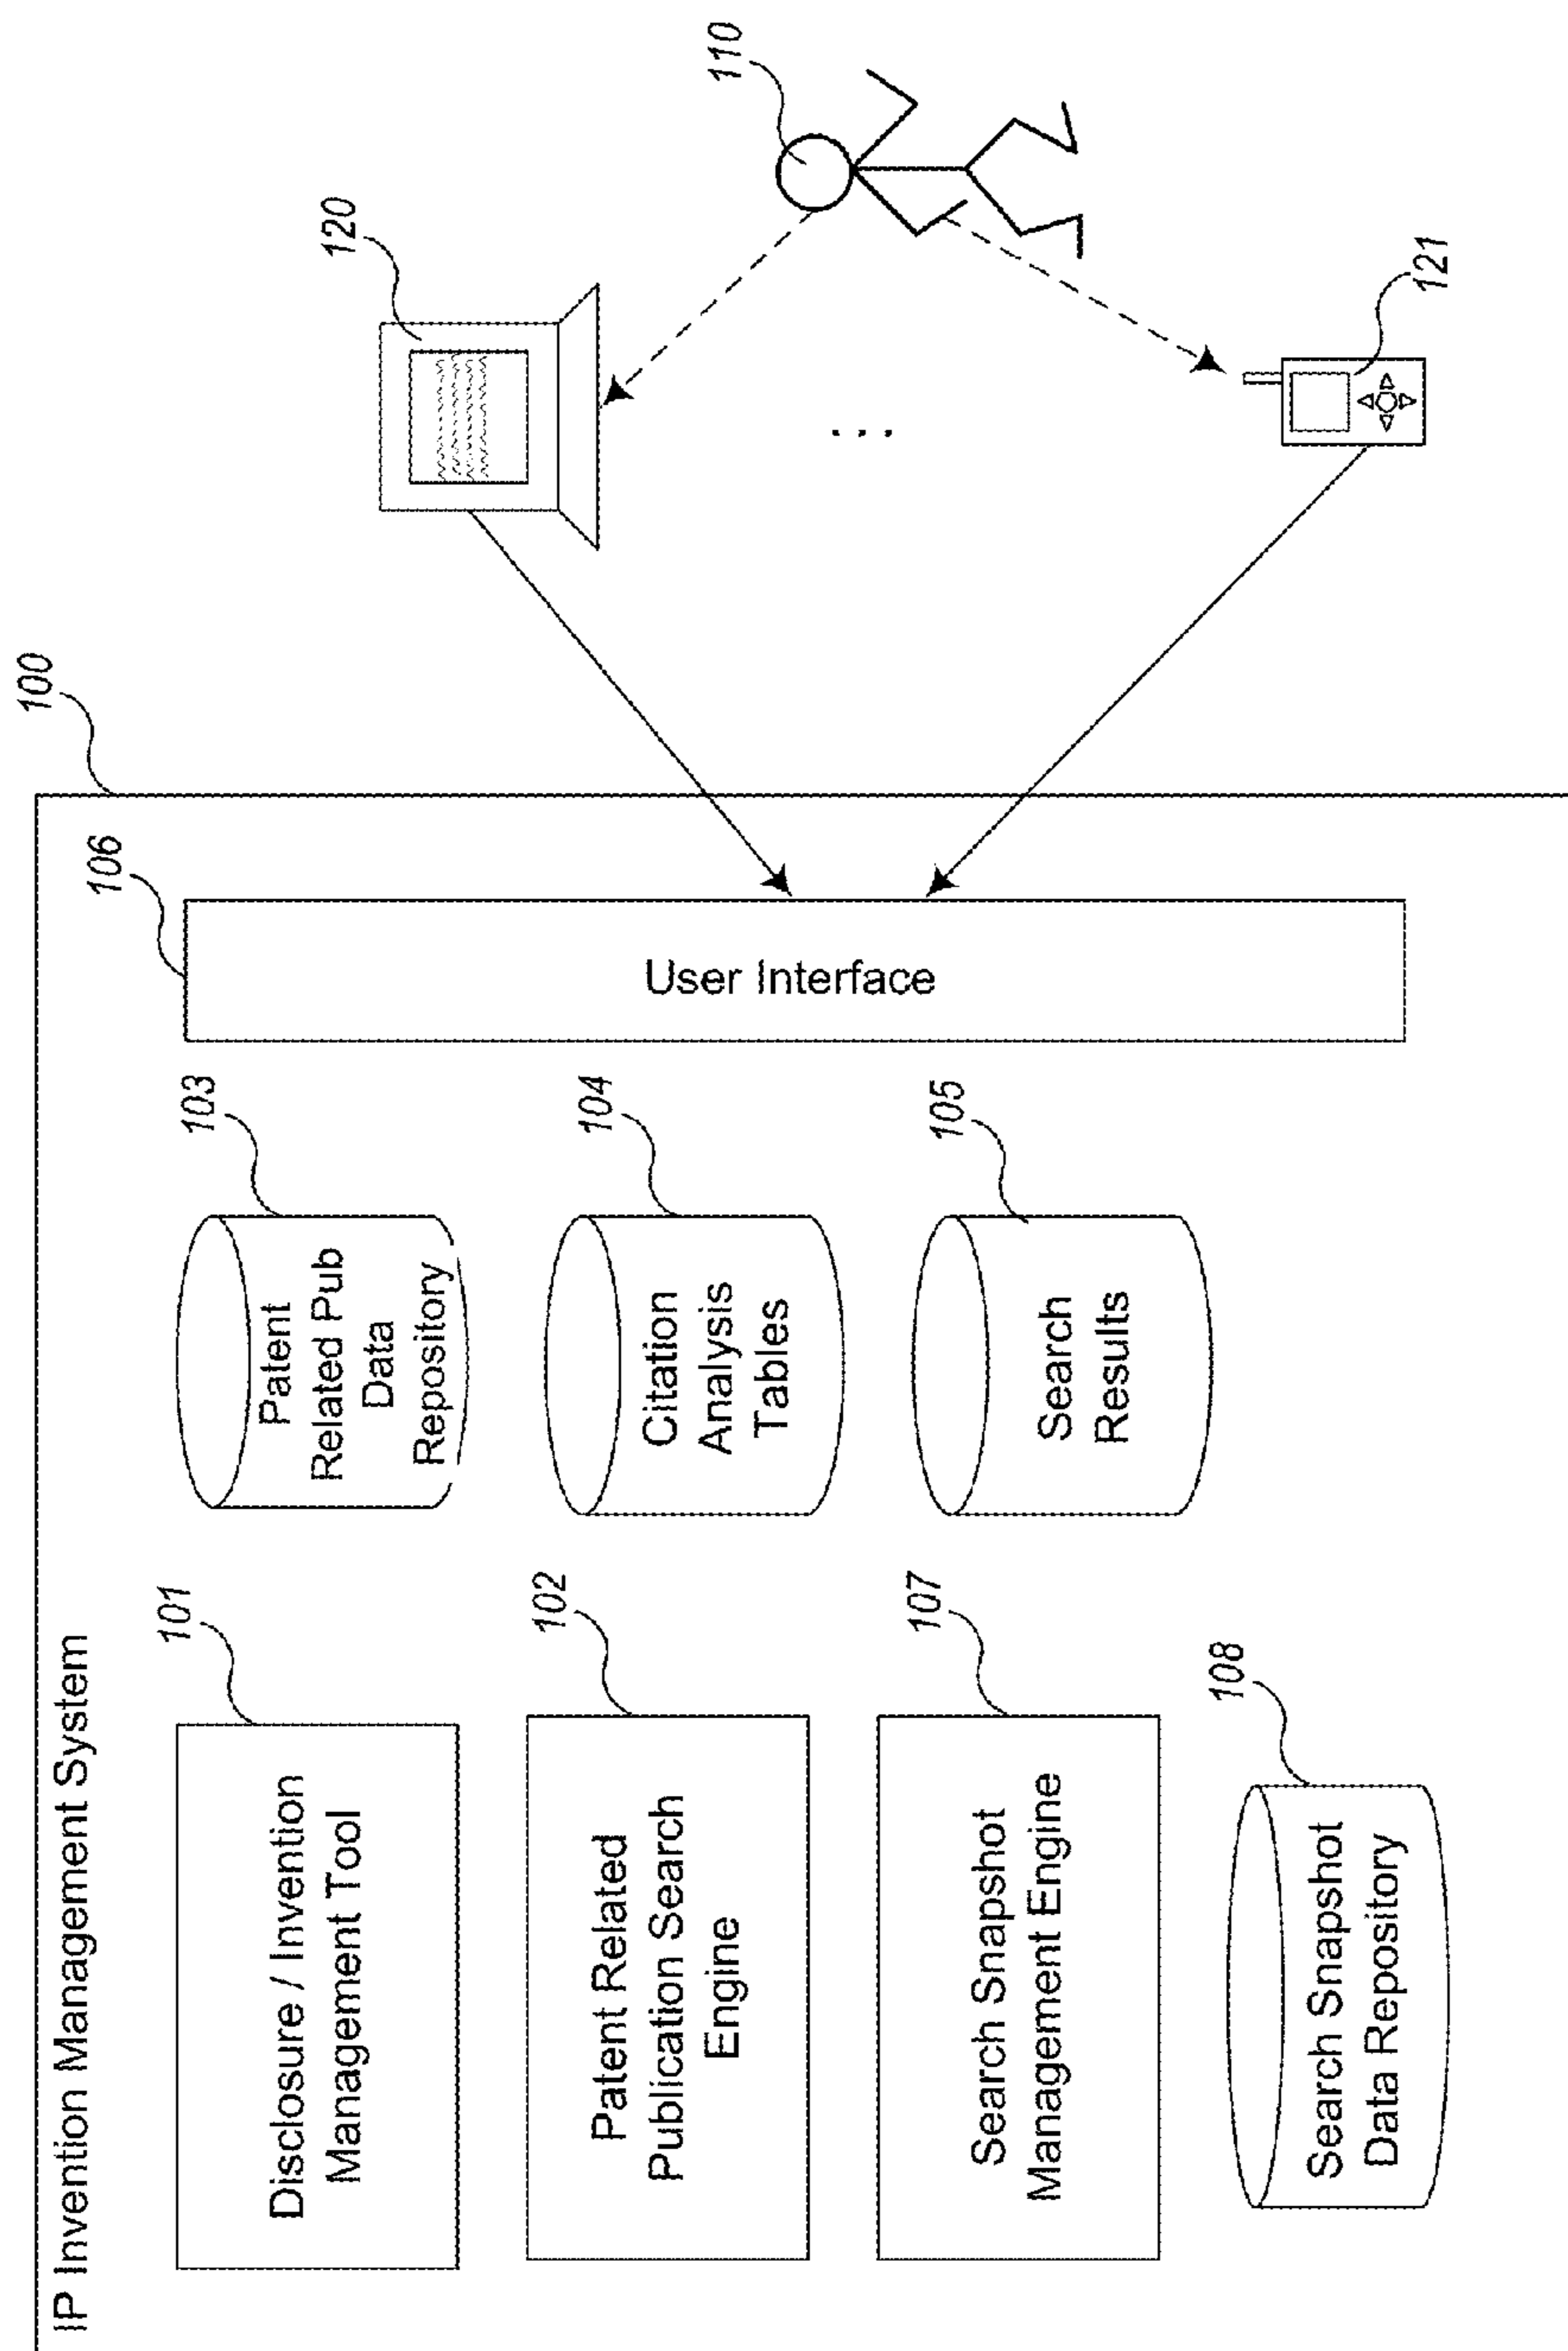 IP Invention Management System
100
101
Disclosure / Invention
Management Tool
102
Patent Related
Publication Search
Engine
107
Search Snapshot
Management Engine
108
Search Snapshot
Data Repository
103
Patent
Related Pub
Data
Repository
104
Citation
Analysis
Tables
105
Search
Results
106
User Interface
120
110
121
...